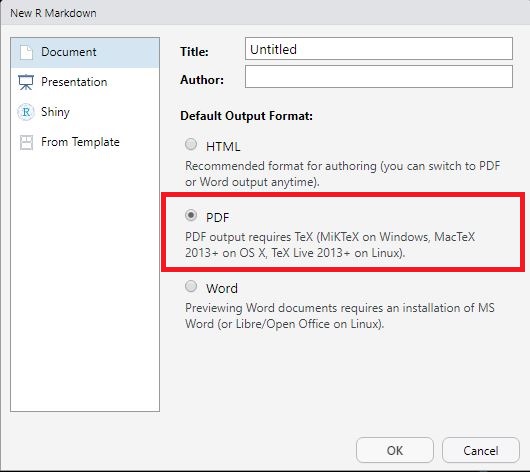 New R Markdown
Document
Presentation
R Shiny
From Template
Title: Untitled
Author:
Default Output Format:
HTML
Recommended format for authoring (you can switch to PDF
or Word output anytime).
PDF
PDF output requires TeX (MiKTeX on Windows, MacTeX
2013+ on OS X, TeX Live 2013+ on Linux).
Word
Previewing Word documents requires an installation of MS
Word (or Libre/Open Office on Linux).
OK Cancel